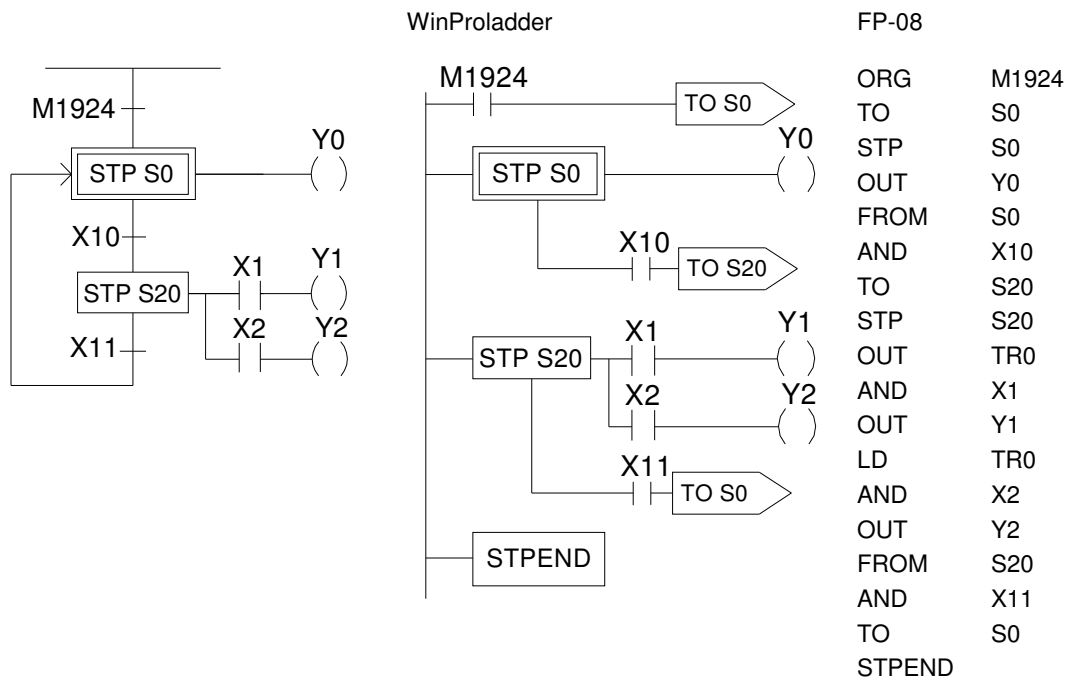 WinProladder
FP-08
M1924
STP S0
Y0
X10
STP S20
X1
Y1
X2
Y2
X11
M1924
TO S0
STP S0
Y0
X10
TO S20
STP S20
X1
Y1
X2
Y2
X11
TO S0
STPEND
ORG M1924
TO S0
STP S0
OUT Y0
FROM S0
AND X10
TO S20
STP S20
OUT TR0
AND X1
OUT Y1
LD TR0
AND X2
OUT Y2
FROM S20
AND X11
TO S0
STPEND